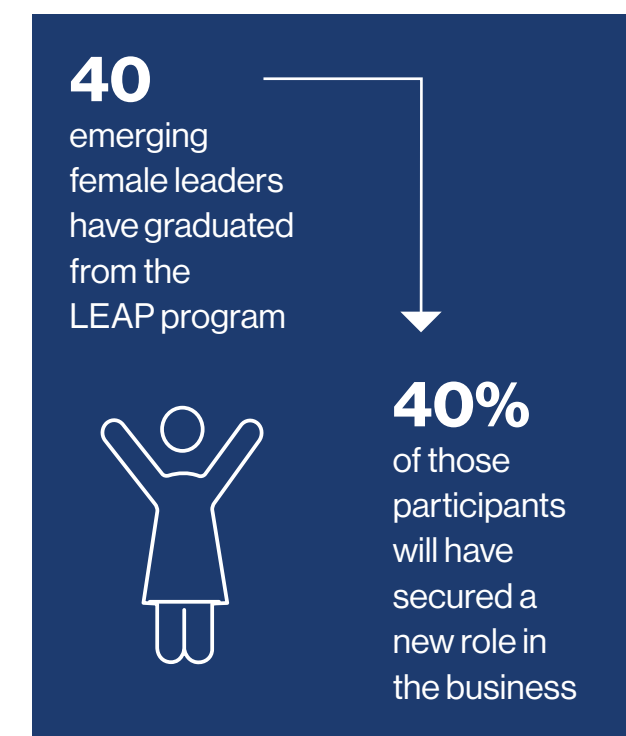 40
emerging
female leaders
have graduated
from the
LEAP program
40%
of those
participants
will have
secured a
new role in
the business